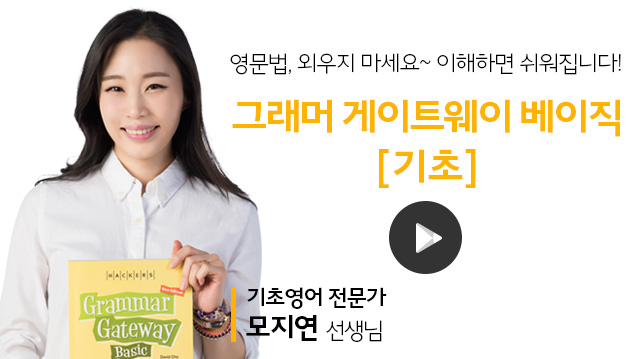 영문법, 외우지 마세요~ 이해하면 쉬워집니다!
그래머 게이트웨이 베이직
[기초]
HACKERS
Grammar
Gateway
Basic
David Cho
기초영어 전문가
모지연 선생님